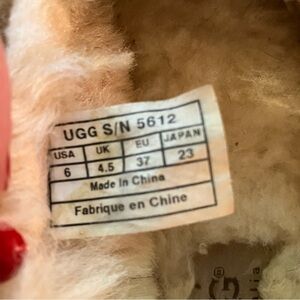 UGG S/N 5612
USA UK EU JAPAN
6 4.5 37 23
Made In China
Fabrique en Chine